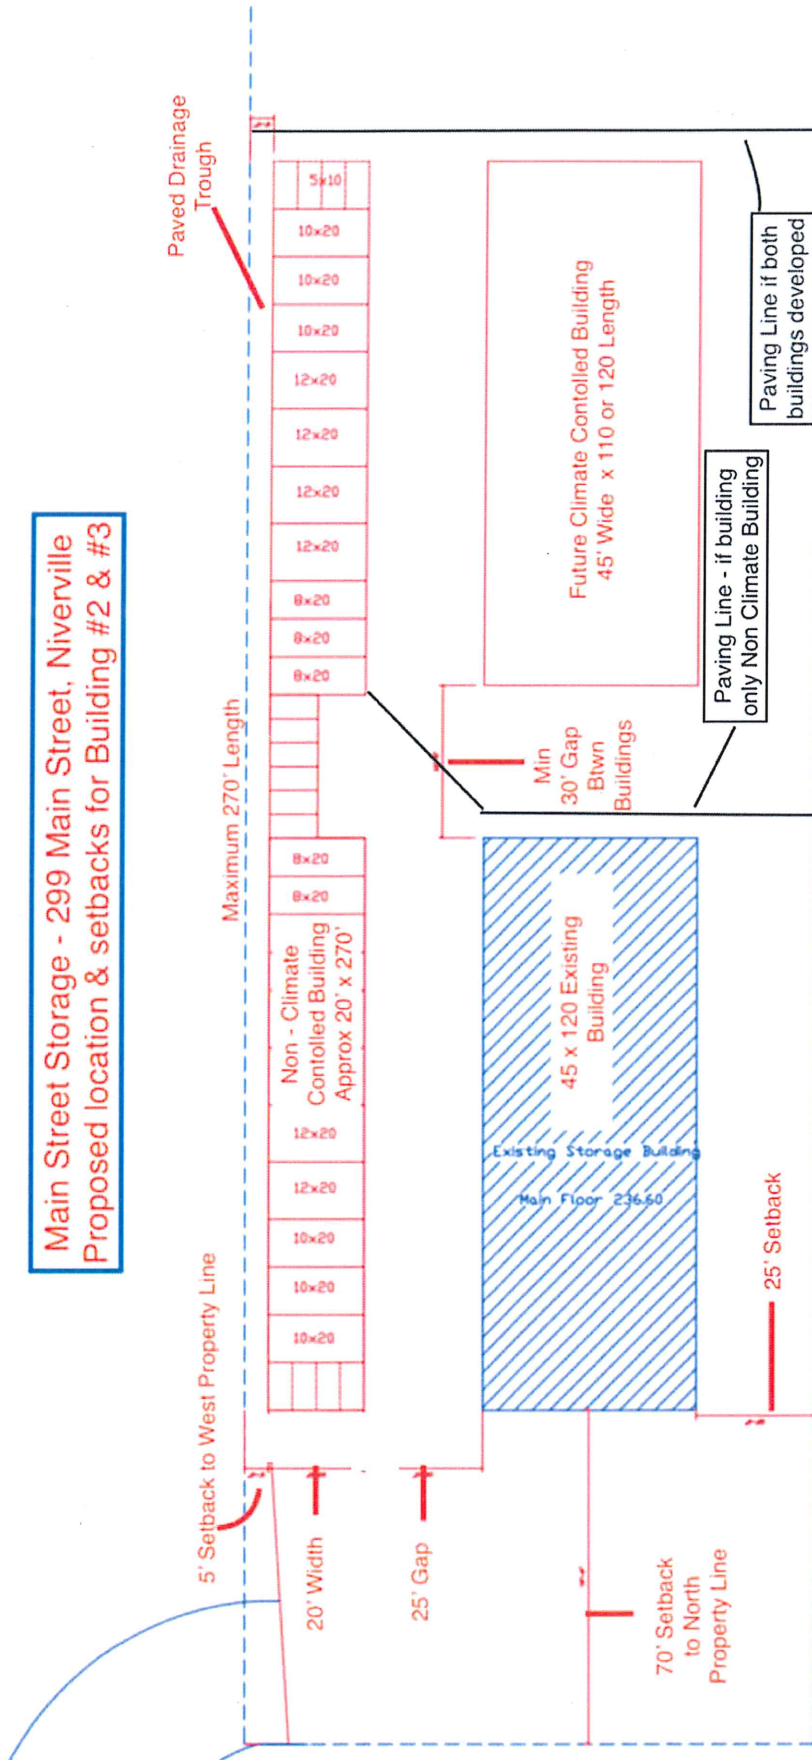 Main Street Storage - 299 Main Street, Niverville
Proposed location & setbacks for Building #2 & #3
5' Setback to West Property Line
Maximum 270' Length
Paved Drainage
Trough
10x20
10x20
10x20
12x20
12x20
Non - Climate
Contolled Building
Approx 20' x 270'
8x20
8x20
8x20
8x20
8x20
12x20
12x20
12x20
12x20
10x20
10x20
10x20
5x10
20' Width
25' Gap
70' Setback
to North
Property Line
45 x 120 Existing
Building
Existing Storage Building
Main Floor 236.60
25' Setback
Min
30' Gap
Btwn
Buildings
Future Climate Contolled Building
45' Wide x 110 or 120 Length
Paving Line - if building
only Non Climate Building
Paving Line if both
buildings developed